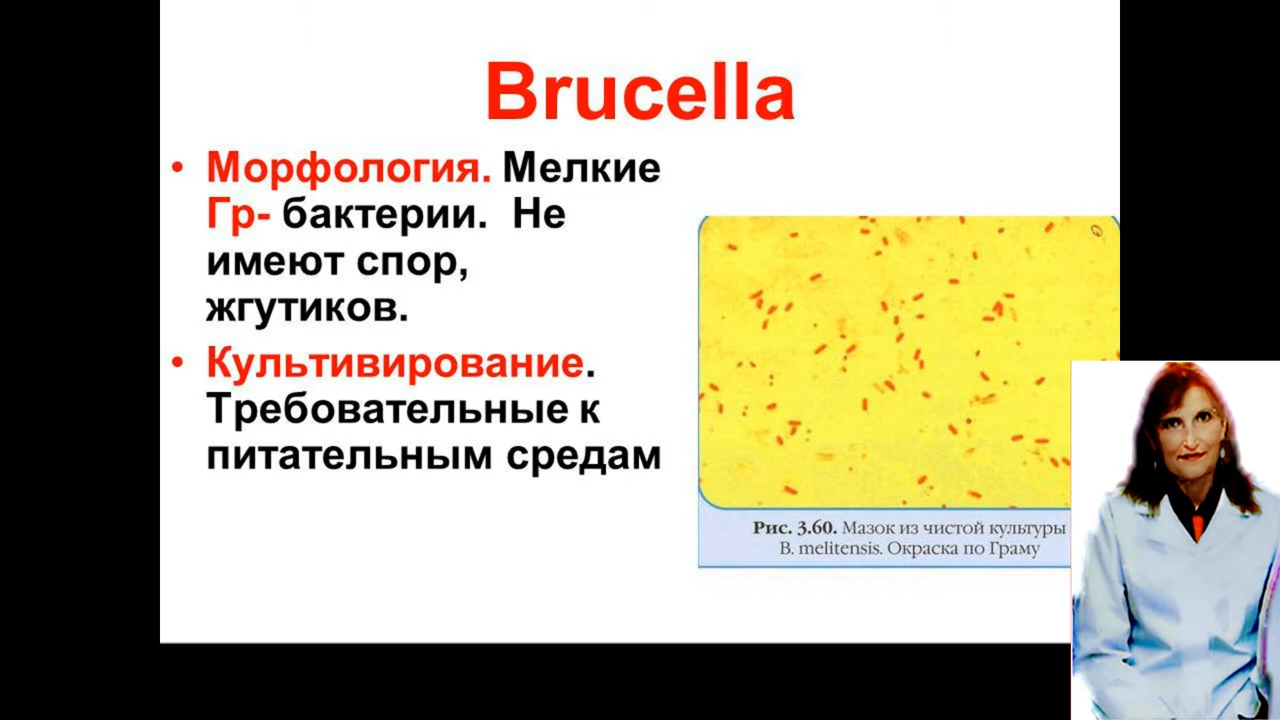 Brucella
• Морфология. Мелкие
Гр- бактерии. Не
имеют спор,
жгутиков.
• Культивирование.
Требовательные к
питательным средам
Рис. 3.60. Мазок из чистой культуры
B. melitensis. Окраска по Граму